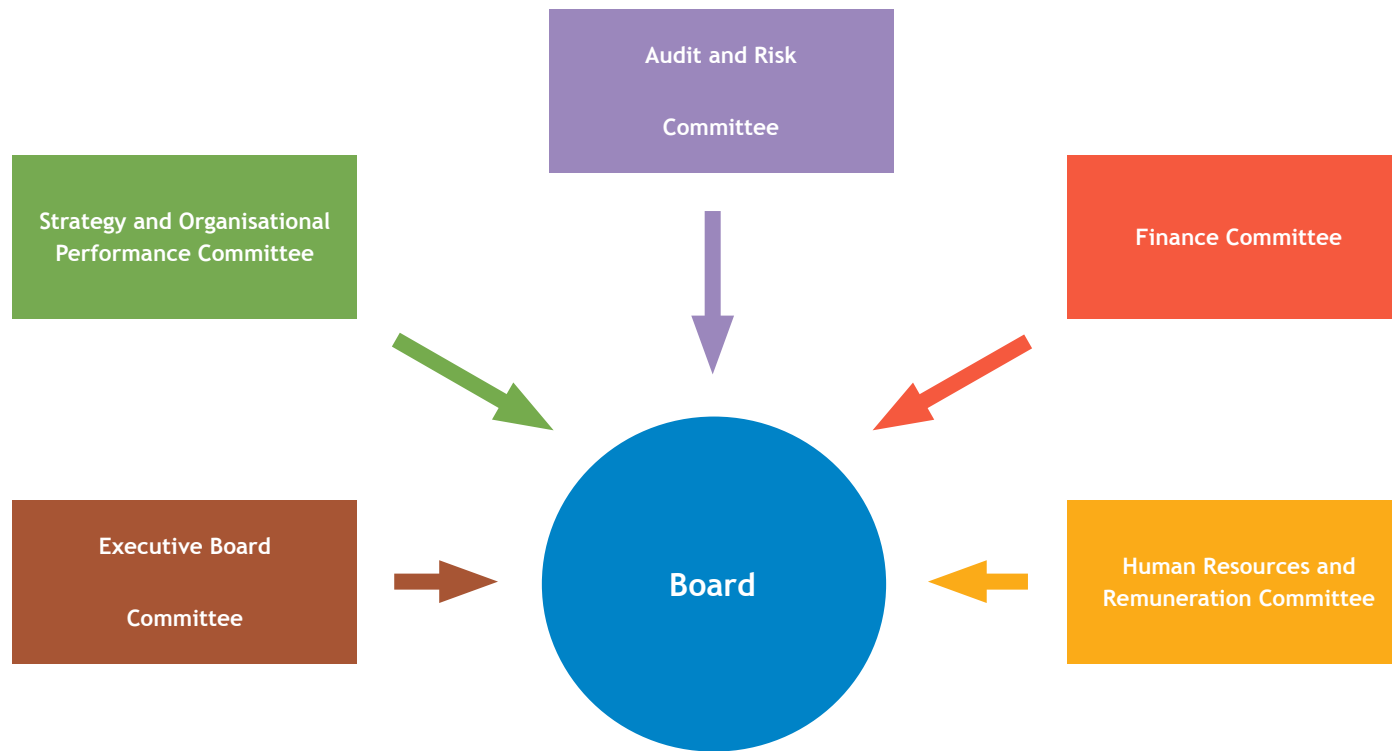 Audit and Risk
Committee
Strategy and Organisational
Performance Committee
Finance Committee
Executive Board
Committee
Board
Human Resources and
Remuneration Committee